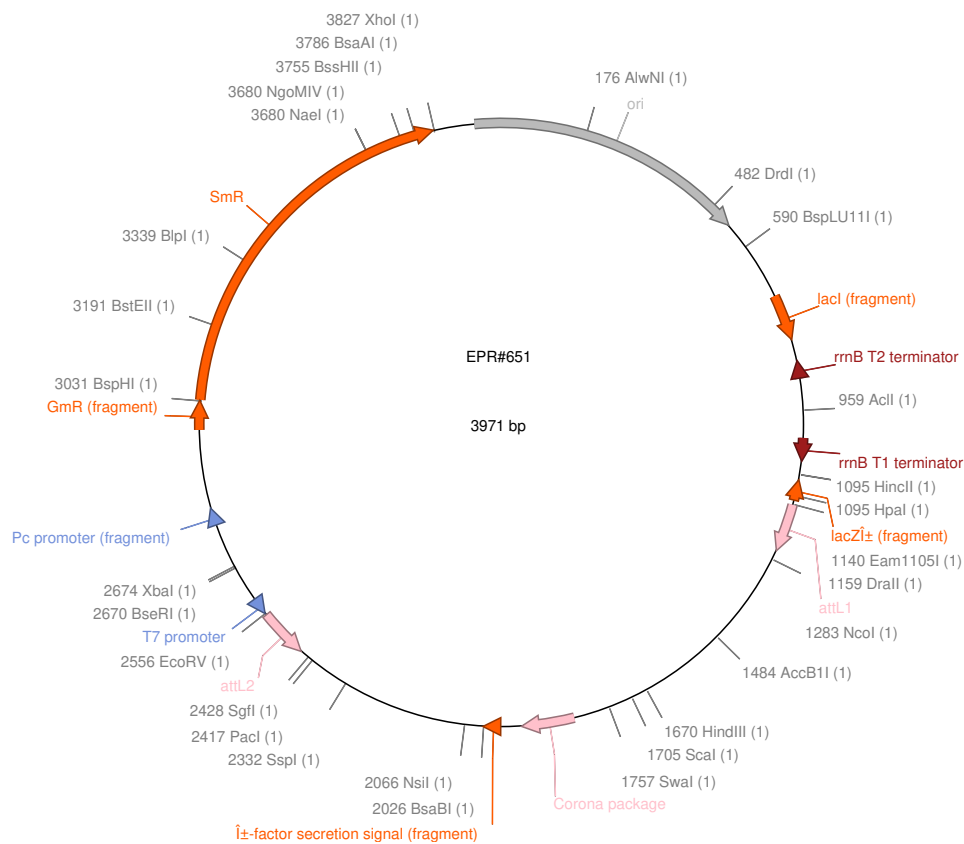 3827 XhoI (1)
3786 BsaAI (1)
3755 BssHII (1)
3680 NgoMIV (1)
3680 NaeI (1)
176 AlwNI (1)
ori
482 DrdI (1)
590 BspLU11I (1)
SmR
3339 BlpI (1)
3191 BstEII (1)
lacI (fragment)
EPR#651
rrnB T2 terminator
3031 BspHI (1)
GmR (fragment)
959 AclI (1)
3971 bp
rrnB T1 terminator
1095 HincII (1)
1095 HpaI (1)
lacZÎ± (fragment)
Pc promoter (fragment)
1140 Eam1105I (1)
1159 DraII (1)
2674 XbaI (1)
attL1
2670 BseRI (1)
1283 NcoI (1)
T7 promoter
2556 EcoRV (1)
1484 AccB1I (1)
attL2
2428 SgfI (1)
2417 PacI (1)
1670 HindIII (1)
2332 SspI (1)
1705 ScaI (1)
2066 NsiI (1)
1757 SwaI (1)
2026 BsaBI (1)
Corona package
Î±-factor secretion signal (fragment)